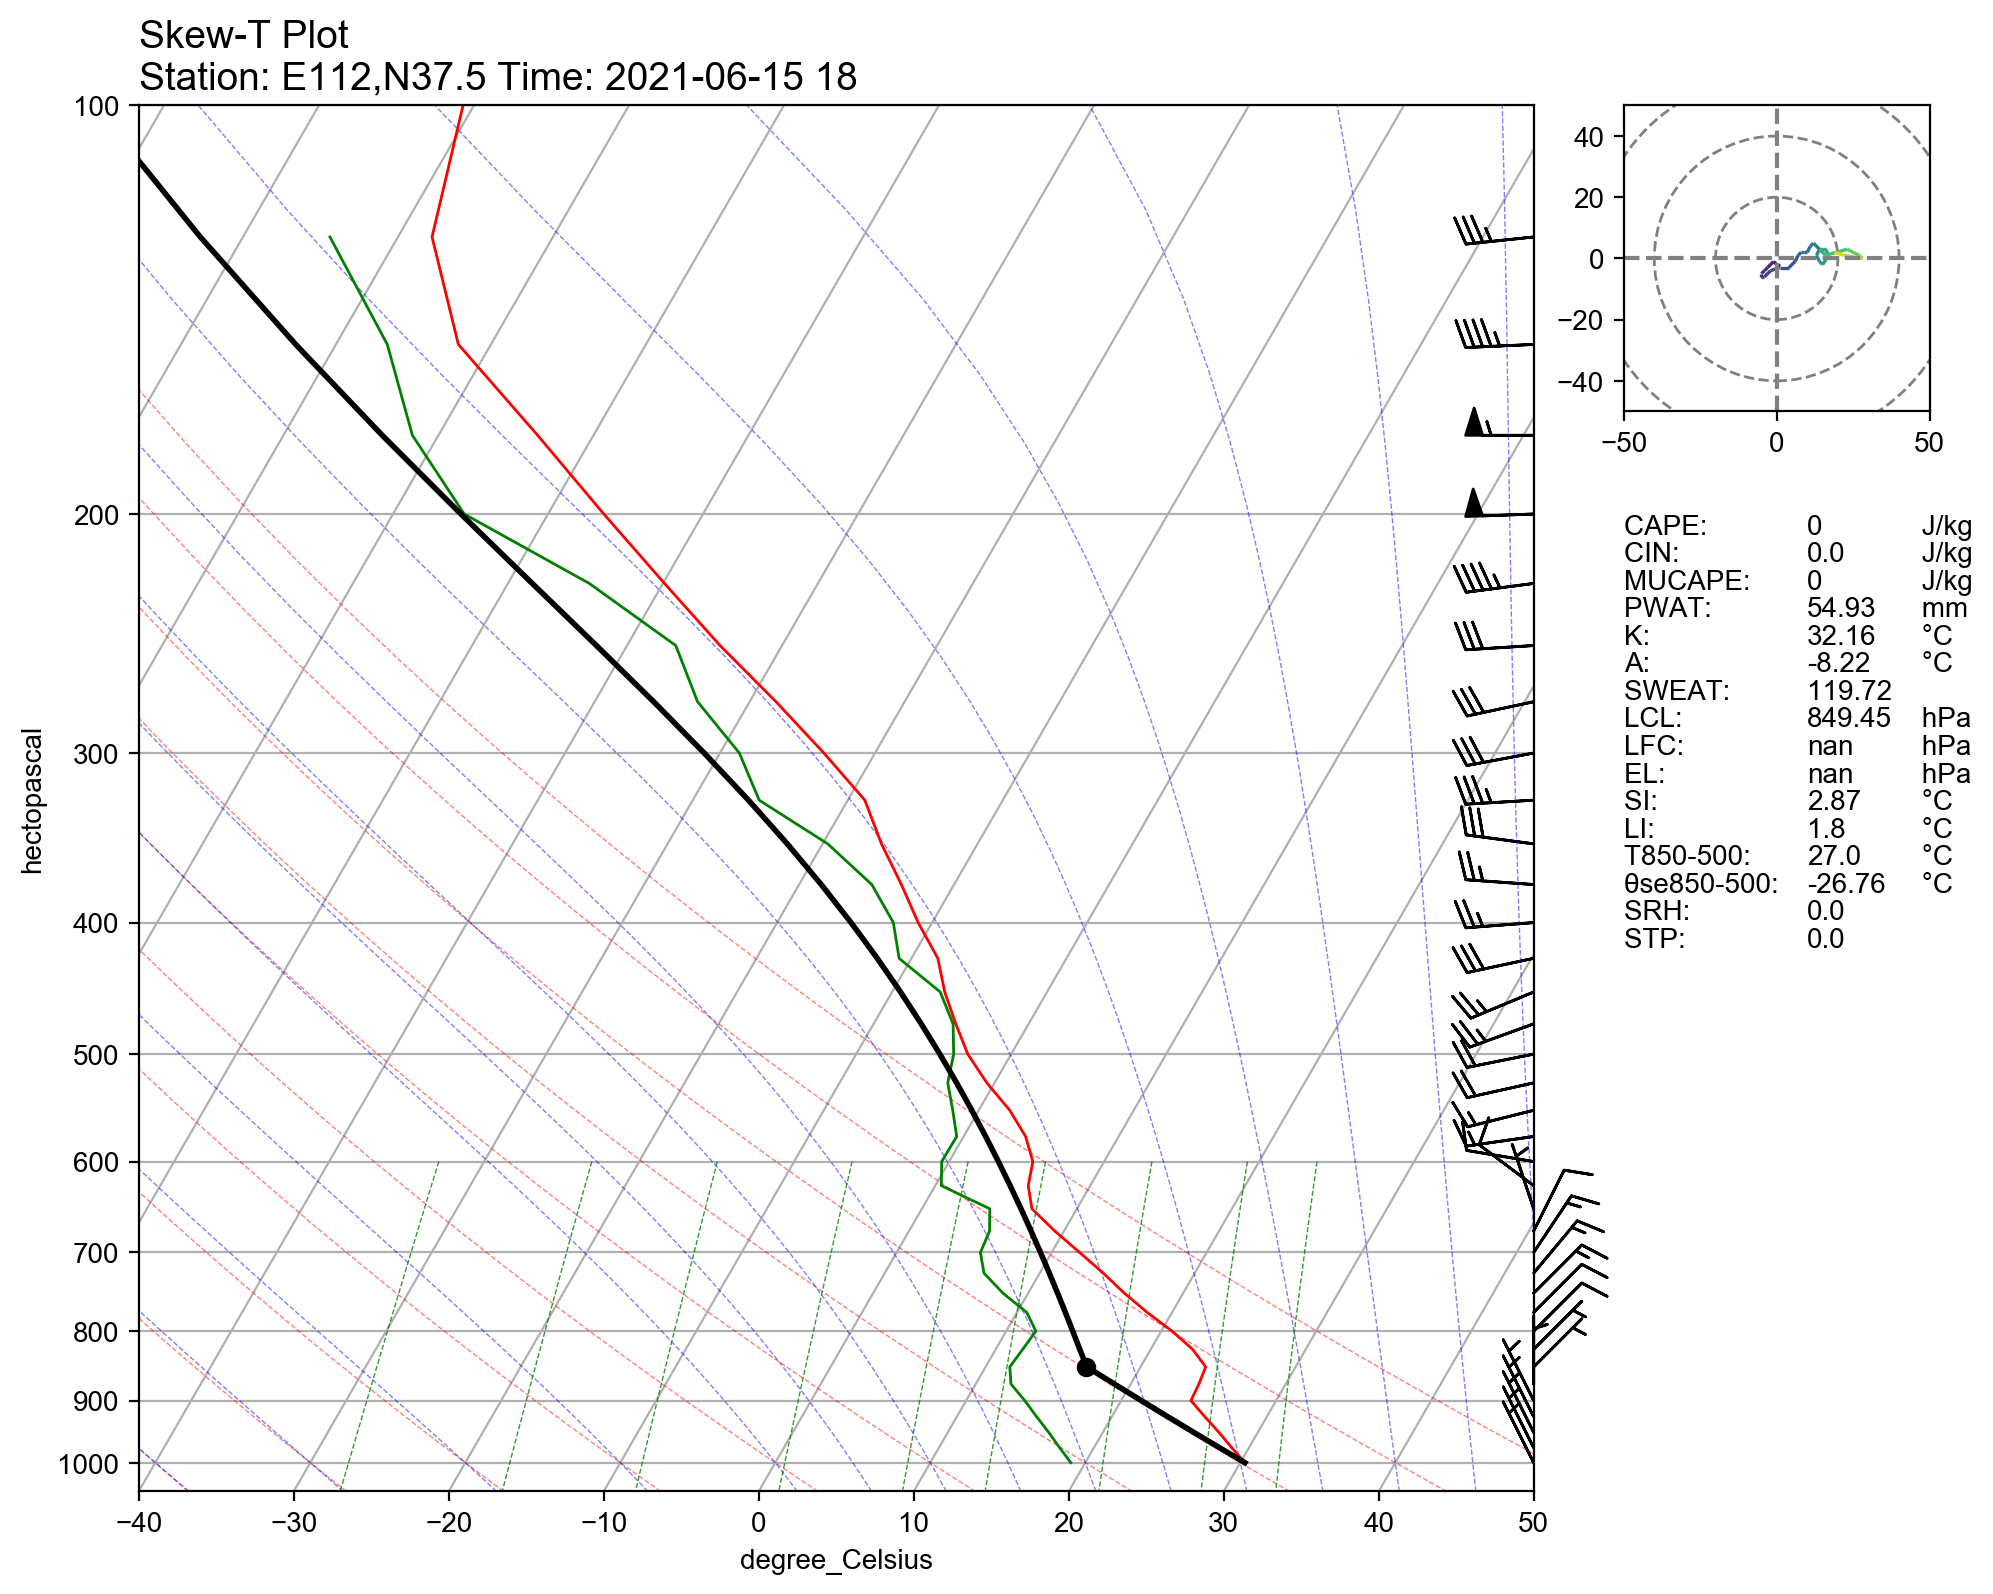 Skew-T Plot
Station: E112,N37.5 Time: 2021-06-15 18
100
200
300
400
500
600
700
800
900
1000
hectopascal
−40 −30 −20 −10 0 10 20 30 40 50
degree_Celsius
40
20
0
−20
−40
−50 0 50
CAPE: 0 J/kg
CIN: 0.0 J/kg
MUCAPE: 0 J/kg
PWAT: 54.93 mm
K: 32.16 °C
A: -8.22 °C
SWEAT: 119.72
LCL: 849.45 hPa
LFC: nan hPa
EL: nan hPa
SI: 2.87 °C
LI: 1.8 °C
T850-500: 27.0 °C
θse850-500: -26.76 °C
SRH: 0.0
STP: 0.0